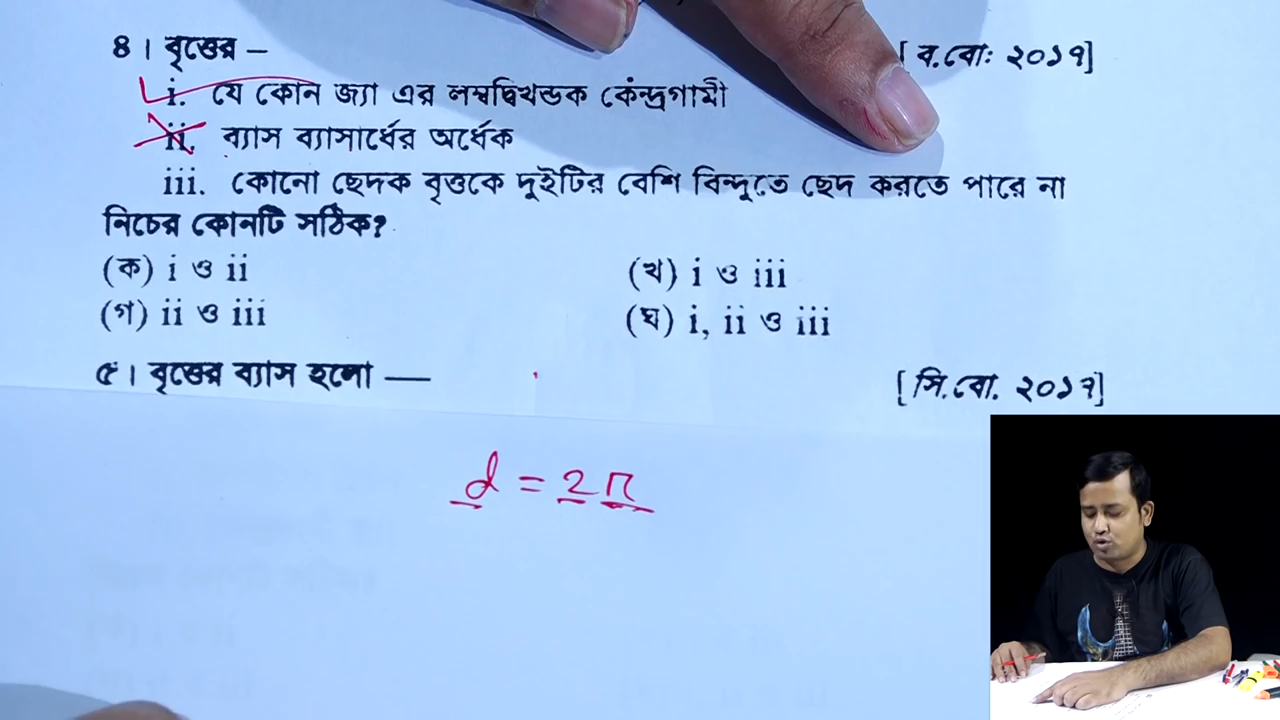 ৪। বৃত্তের – [ব.বোঃ ২০১৭]
i. যে কোন জ্যা এর লম্বদ্বিখন্ডক কেন্দ্রগামী
ii. ব্যাস ব্যাসার্ধের অর্ধেক
iii. কোনো ছেদক বৃত্তকে দুইটির বেশি বিন্দুতে ছেদ করতে পারে না
নিচের কোনটি সঠিক?
(ক) i ও ii (খ) i ও iii
(গ) ii ও iii (ঘ) i, ii ও iii
৫। বৃত্তের ব্যাস হলো — [সি.বো. ২০১৭]
d = 2r